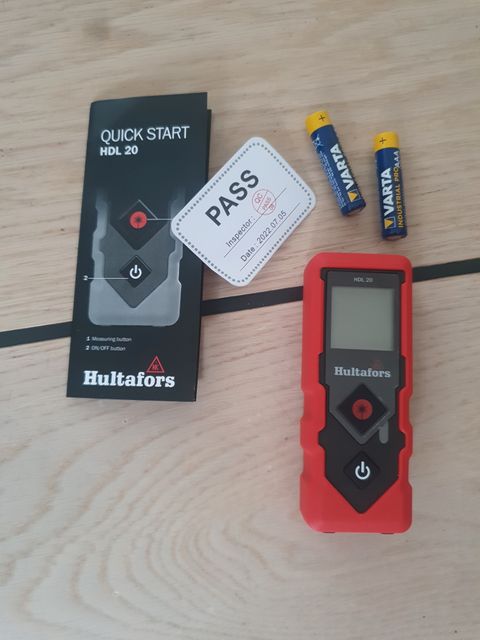 QUICK START
HDL 20
2
1 Measuring button
2 ON/OFF button
Hultafors
PASS
Inspector:
QC
PASS
Date: 2022.07.05
VARTA
VARTA
INDUSTRIAL PRO AAA
HDL 20
Hultafors